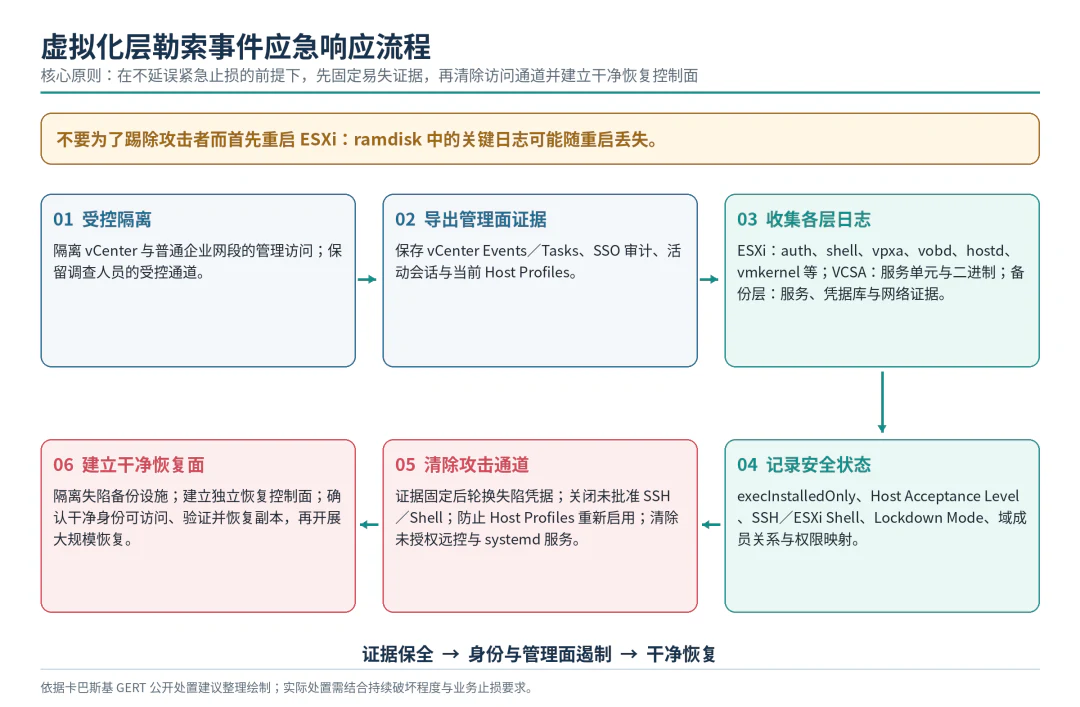 虚拟化层勒索事件应急响应流程
核心原则：在不延误紧急止损的前提下，先固定易失证据，再清除访问通道并建立干净恢复控制面
不要为了踢除攻击者而首先重启 ESXi：ramdisk 中的关键日志可能随重启丢失。
01 受控隔离
隔离 vCenter 与普通企业网段的管理访问；保
留调查人员的受控通道。
02 导出管理面证据
保存 vCenter Events／Tasks、SSO 审计、活
动会话与当前 Host Profiles。
03 收集各层日志
ESXi：auth、shell、vpxa、vobd、hostd、
vmkernel 等；VCSA：服务单元与二进制；备
份层：服务、凭据库与网络证据。
04 记录安全状态
execInstalledOnly、Host Acceptance Level
、SSH／ESXi Shell、Lockdown Mode、域成
员关系与权限映射。
05 清除攻击通道
证据固定后轮换失陷凭据；关闭未批准 SSH
／Shell；防止 Host Profiles 重新启用；清除
未授权远控与 systemd 服务。
06 建立干净恢复面
隔离失陷备份设施；建立独立恢复控制面；确
认干净身份可访问、验证并恢复副本，再开展
大规模恢复。
证据保全 → 身份与管理面遏制 → 干净恢复
依据卡巴斯基 GERT 公开处置建议整理绘制；实际处置需结合持续破坏程度与业务止损要求。